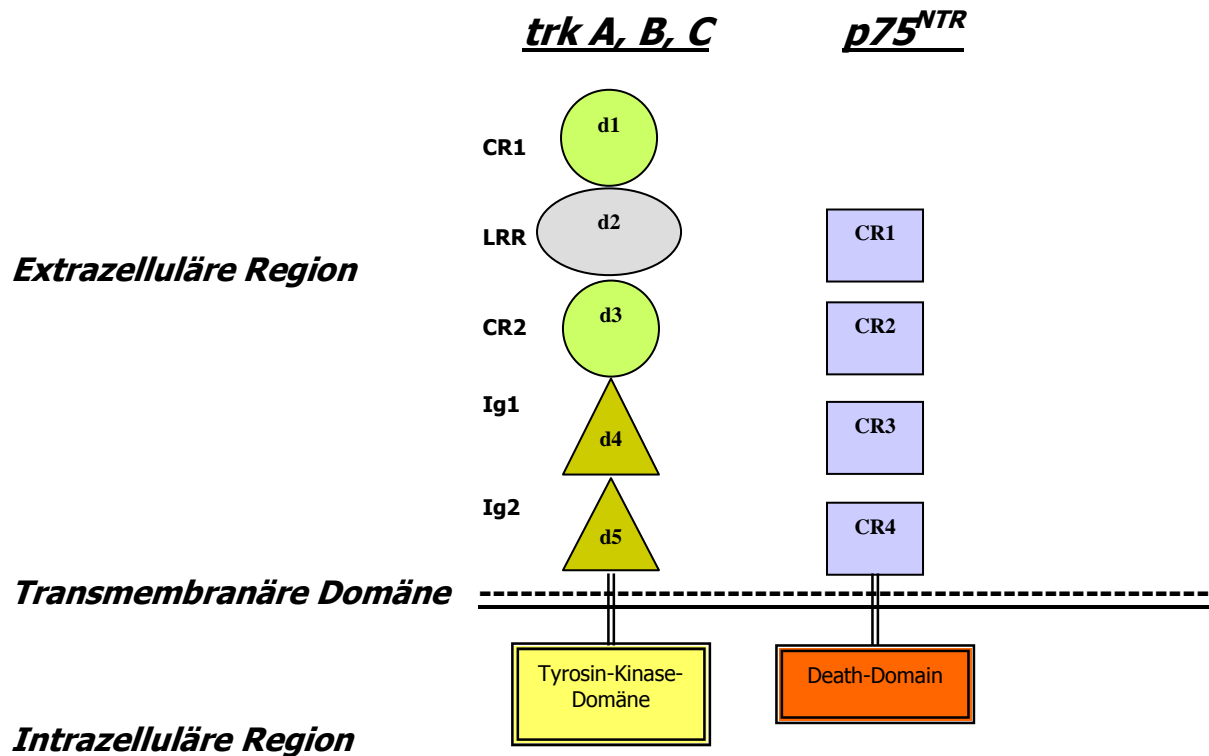 trk A, B, C
p75NTR
d1
CR1
d2
LRR
CR1
Extrazelluläre Region
d3
CR2
CR2
Ig1
d4
CR3
Ig2
d5
CR4
Transmembranäre Domäne
Tyrosin-Kinase-
Domäne
Death-Domain
Intrazelluläre Region